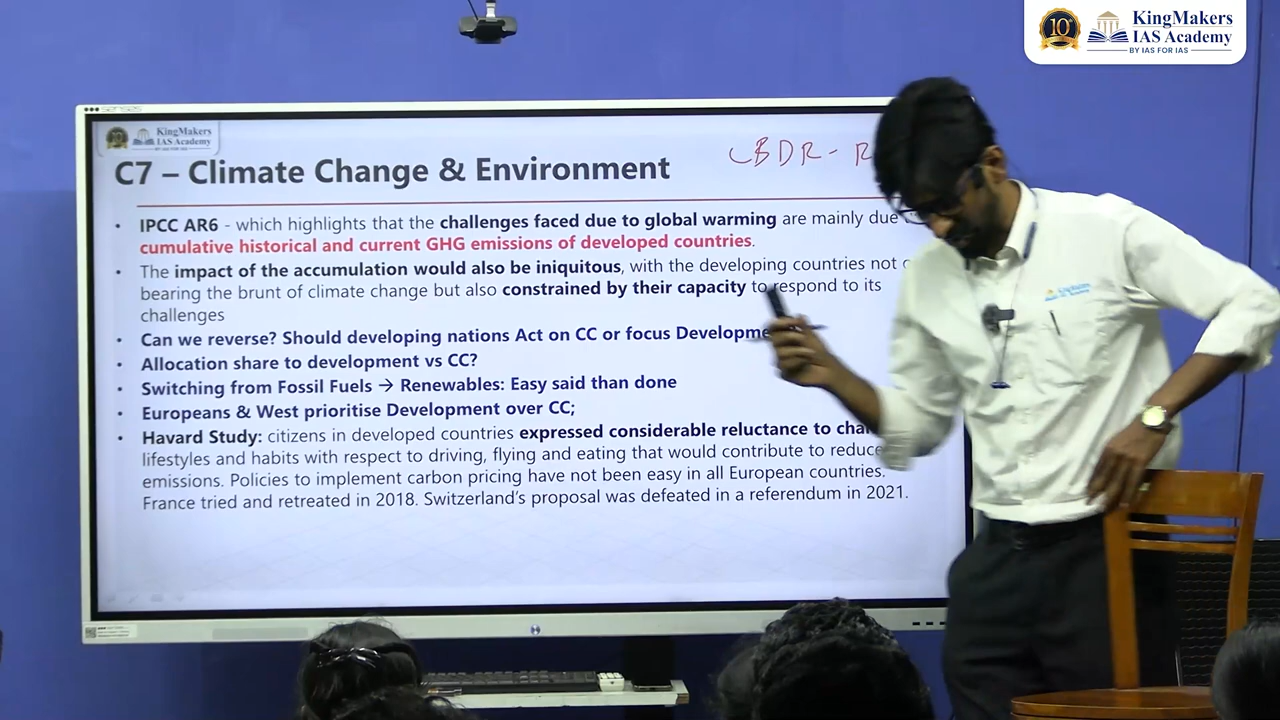 10
KingMakers
IAS Academy
BY IAS FOR IAS
KingMakers
IAS Academy
BY IAS FOR IAS
C7 – Climate Change & Environment
CBDR - R
• IPCC AR6 - which highlights that the challenges faced due to global warming are mainly due
cumulative historical and current GHG emissions of developed countries.
• The impact of the accumulation would also be iniquitous, with the developing countries not
bearing the brunt of climate change but also constrained by their capacity to respond to its
challenges
• Can we reverse? Should developing nations Act on CC or focus Developme
• Allocation share to development vs CC?
• Switching from Fossil Fuels → Renewables: Easy said than done
• Europeans & West prioritise Development over CC;
• Havard Study: citizens in developed countries expressed considerable reluctance to cha
lifestyles and habits with respect to driving, flying and eating that would contribute to reduce
emissions. Policies to implement carbon pricing have not been easy in all European countries.
France tried and retreated in 2018. Switzerland's proposal was defeated in a referendum in 2021.